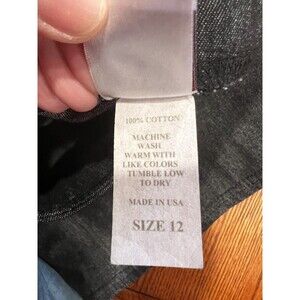 100% COTTON
MACHINE
WASH
WARM WITH
LIKE COLORS
TUMBLE LOW
TO DRY
MADE IN USA
SIZE 12